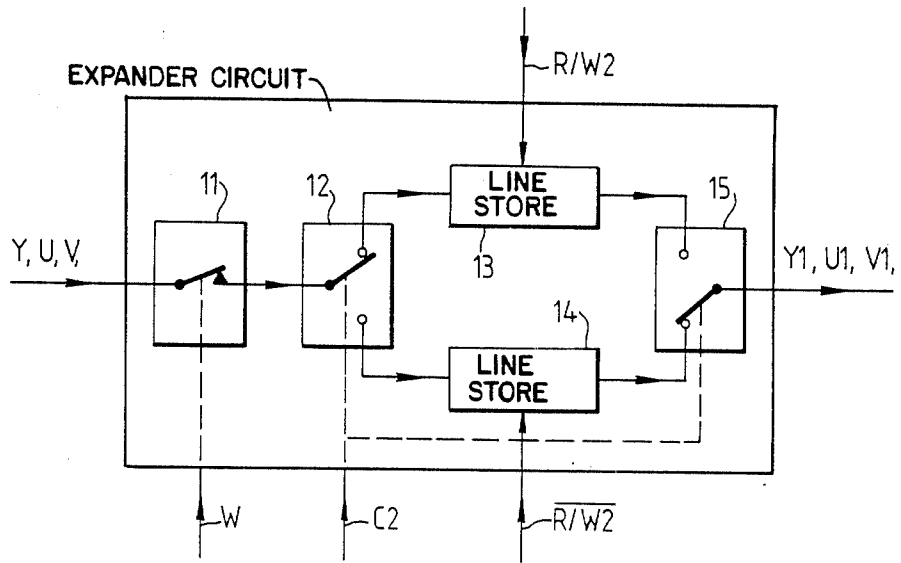 R/W2
EXPANDER CIRCUIT
11
12
LINE
STORE
13
15
Y, U, V,
Y1, U1, V1,
14
LINE
STORE
W
C2
R/W2